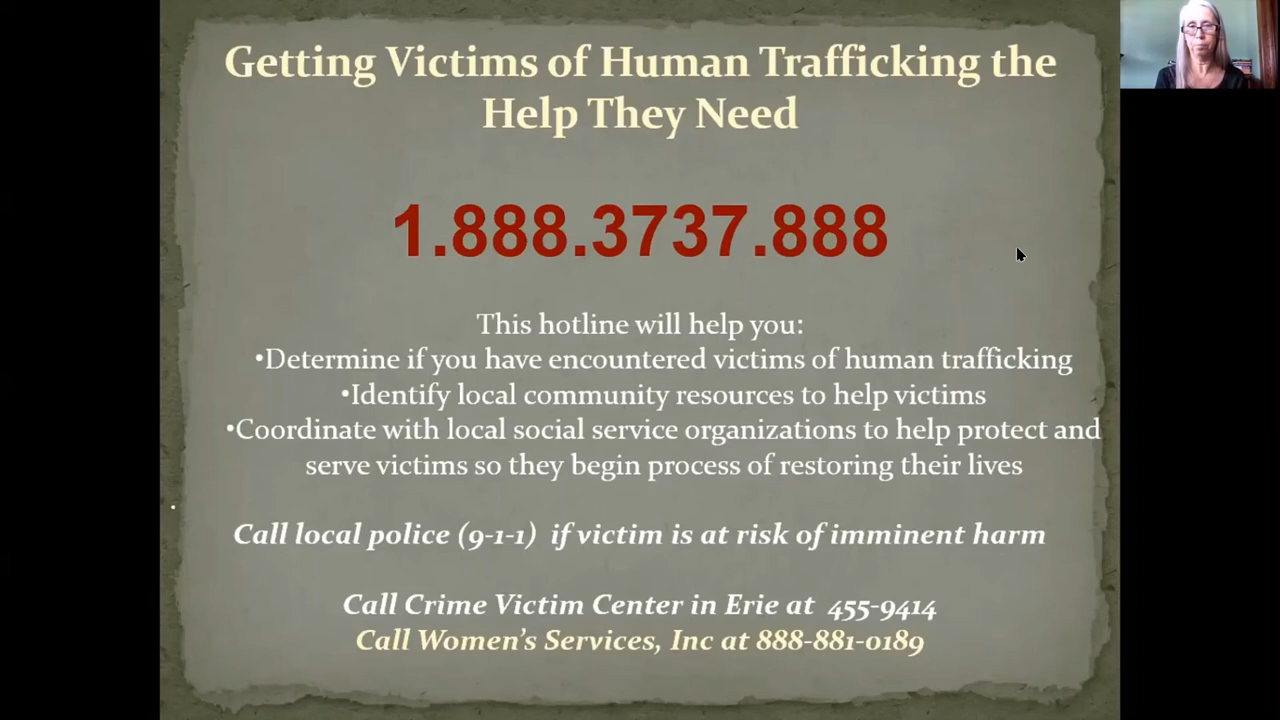 Getting Victims of Human Trafficking the
Help They Need
1.888.3737.888
This hotline will help you:
•Determine if you have encountered victims of human trafficking
•Identify local community resources to help victims
•Coordinate with local social service organizations to help protect and
serve victims so they begin process of restoring their lives
Call local police (9-1-1) if victim is at risk of imminent harm
Call Crime Victim Center in Erie at 455-9414
Call Women's Services, Inc at 888-881-0189